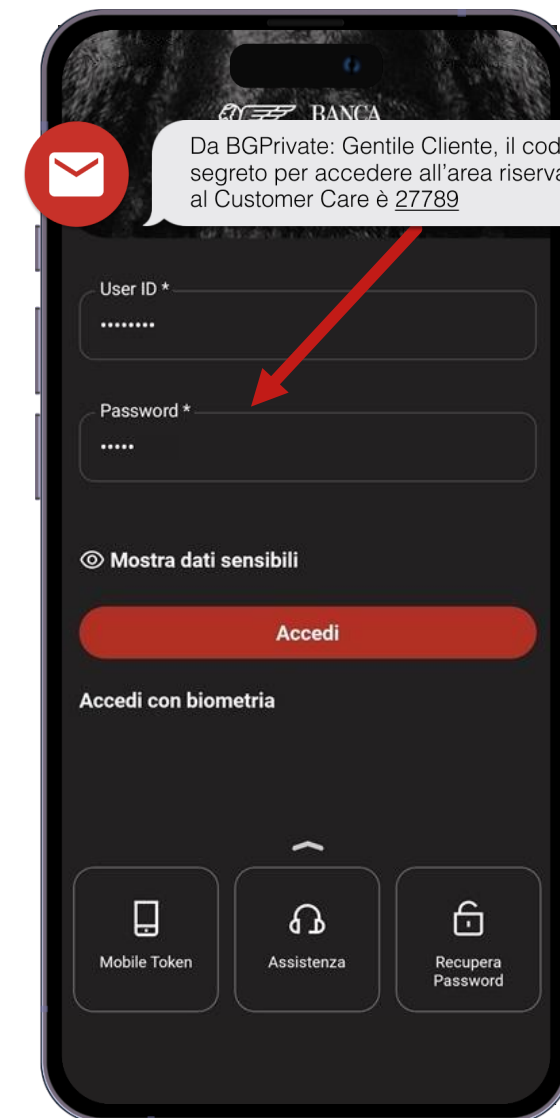 BANCA
Da BGPrivate: Gentile Cliente, il cod
segreto per accedere all'area riserva
al Customer Care è 27789
User ID *
••••••••
Password *
•••••
Mostra dati sensibili
Accedi
Accedi con biometria
Mobile Token
Assistenza
Recupera
Password